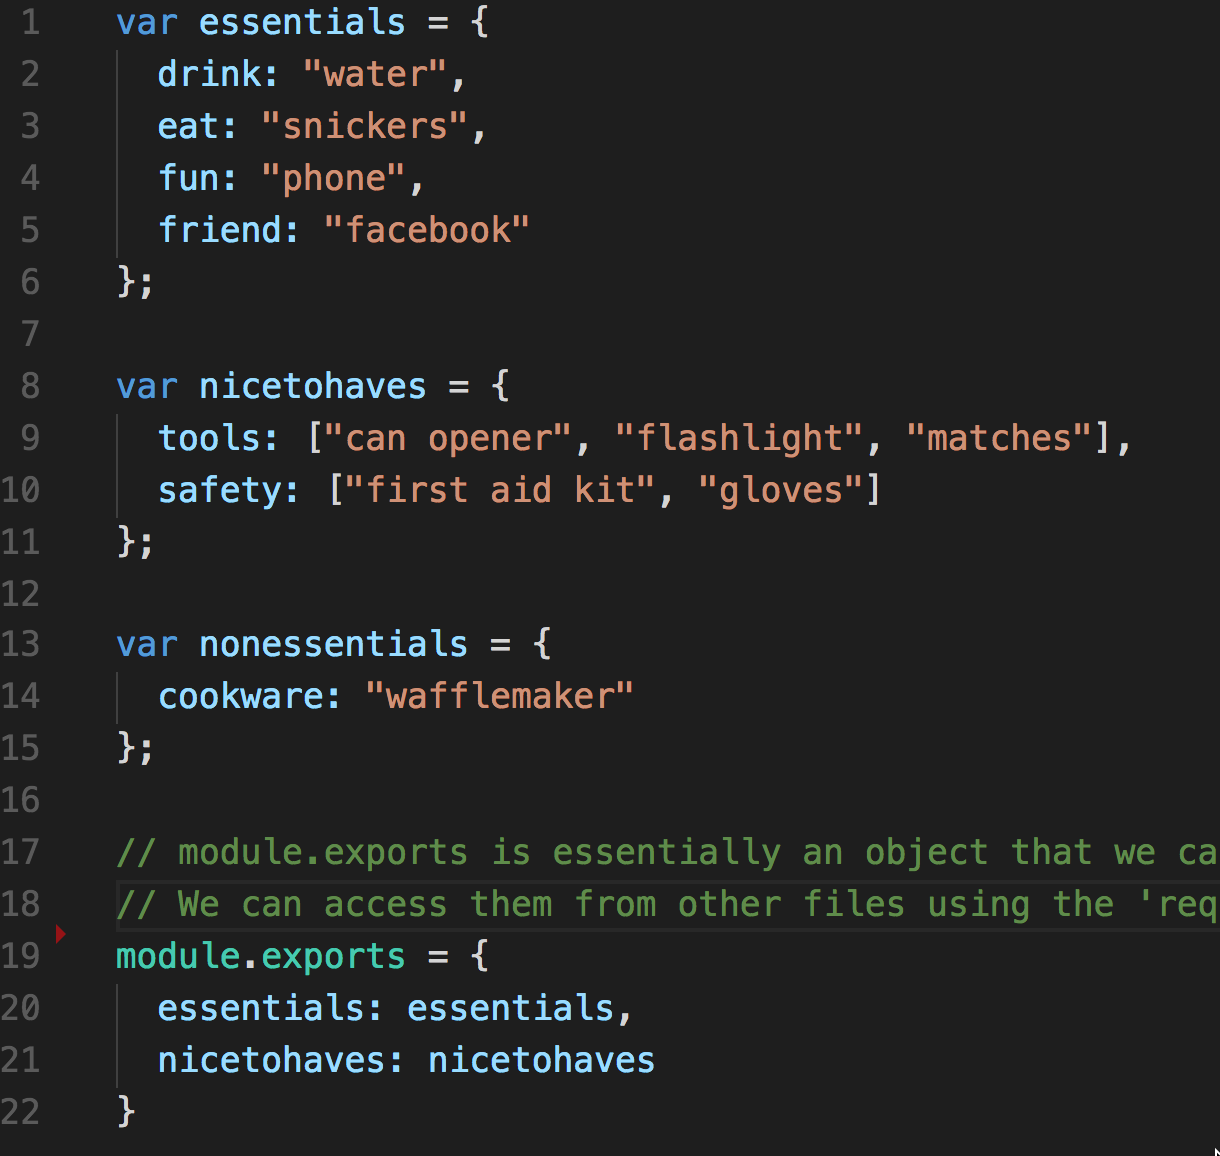 1 var essentials = {
2 drink: "water",
3 eat: "snickers",
4 fun: "phone",
5 friend: "facebook"
6 };
7
8 var nicetohaves = {
9 tools: ["can opener", "flashlight", "matches"],
10 safety: ["first aid kit", "gloves"]
11 };
12
13 var nonessentials = {
14 cookware: "wafflemaker"
15 };
16
17 // module.exports is essentially an object that we ca
18 // We can access them from other files using the 'req
19 module.exports = {
20 essentials: essentials,
21 nicetohaves: nicetohaves
22 }